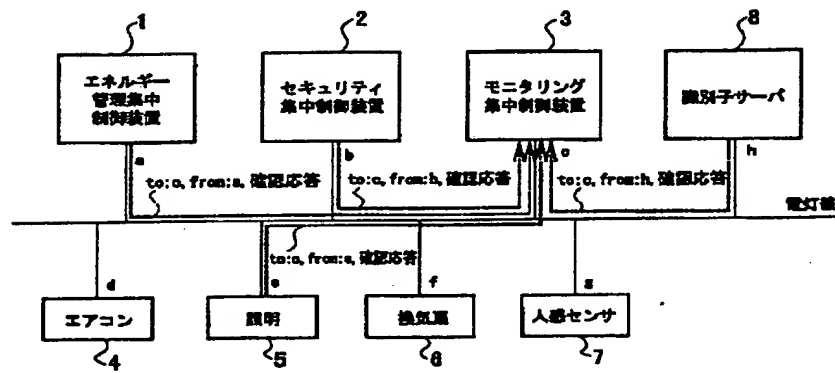 1
2
3
8
エネルギー
管理集中
制御装置
セキュリティ
集中制御装置
モニタリング
集中制御装置
識別子サーバ
a
b
c
h
to:c, from:a, 確認応答
to:c, from:b, 確認応答
to:c, from:h, 確認応答
電灯線
to:c, from:e, 確認応答
d
e
f
g
エアコン
照明
換気扇
人感センサ
4
5
6
7